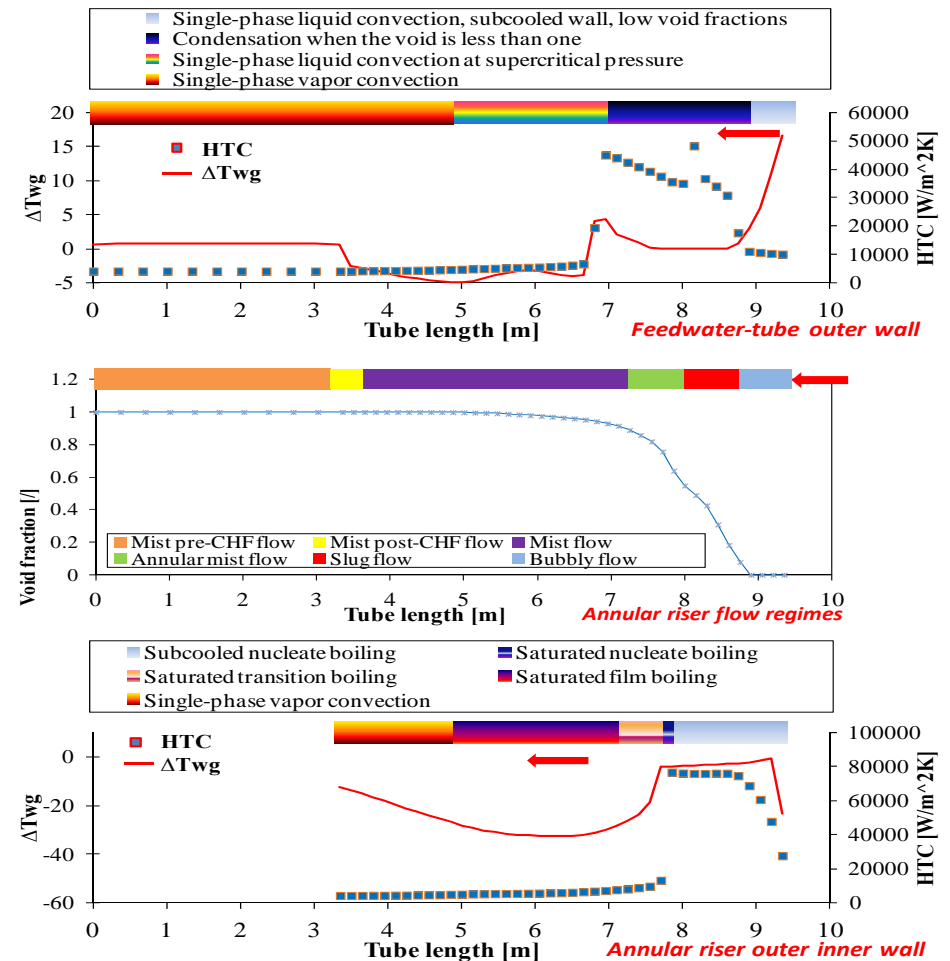 Single-phase liquid convection, subcooled wall, low void fractions
Condensation when the void is less than one
Single-phase liquid convection at supercritical pressure
Single-phase vapor convection
20
15
10
5
0
-5
ΔTwg
HTC
ΔTwg
60000
50000
40000
30000
20000
10000
0
HTC [W/m^2K]
0 1 2 3 4 5 6 7 8 9 10
Tube length [m]
Feedwater-tube outer wall
1.2
1
0.8
0.6
0.4
0.2
0
Void fraction [/]
Mist pre-CHF flow Mist post-CHF flow Mist flow
Annular mist flow Slug flow Bubbly flow
0 1 2 3 4 5 6 7 8 9 10
Tube length [m]
Annular riser flow regimes
Subcooled nucleate boiling Saturated nucleate boiling
Saturated transition boiling Saturated film boiling
Single-phase vapor convection
0
-20
-40
-60
ΔTwg
HTC
ΔTwg
100000
80000
60000
40000
20000
0
HTC [W/m^2K]
0 1 2 3 4 5 6 7 8 9 10
Tube length [m]
Annular riser outer inner wall